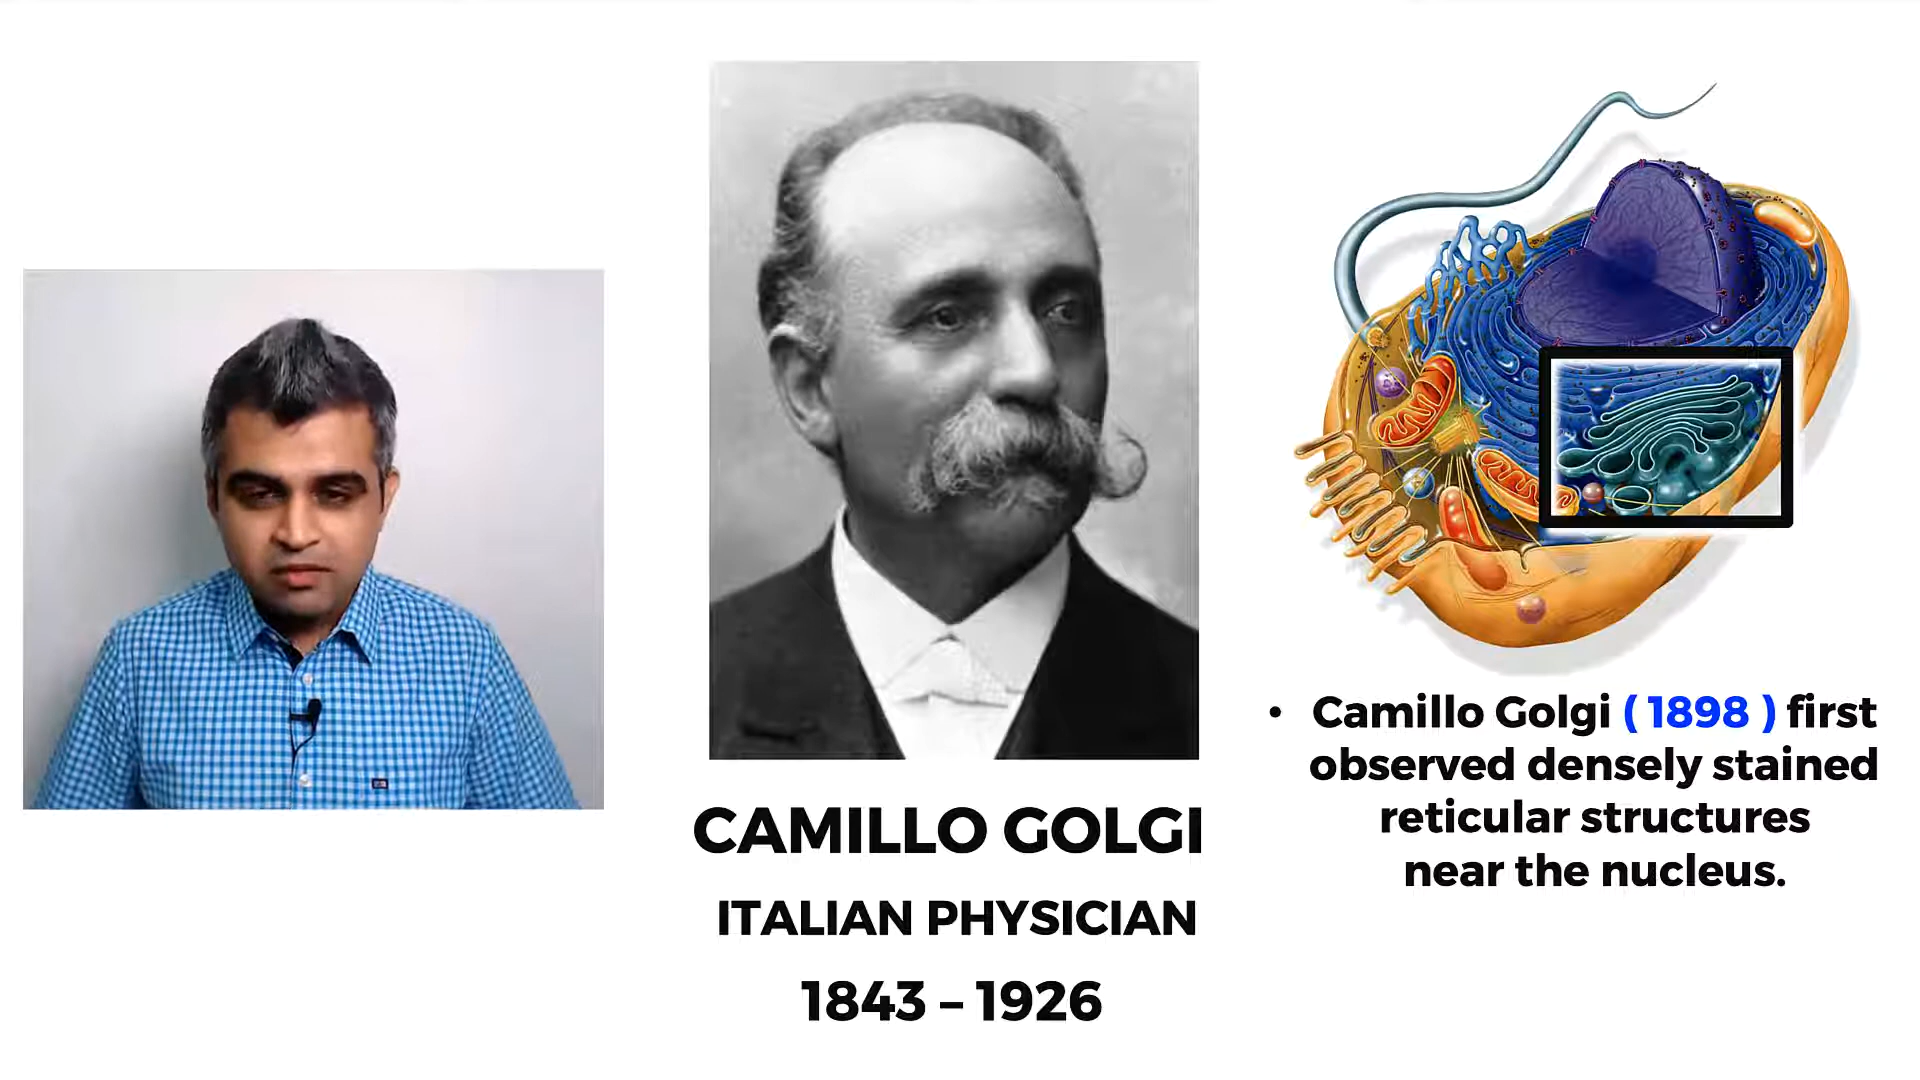 CAMILLO GOLGI
ITALIAN PHYSICIAN
1843 – 1926
• Camillo Golgi ( 1898 ) first
observed densely stained
reticular structures
near the nucleus.